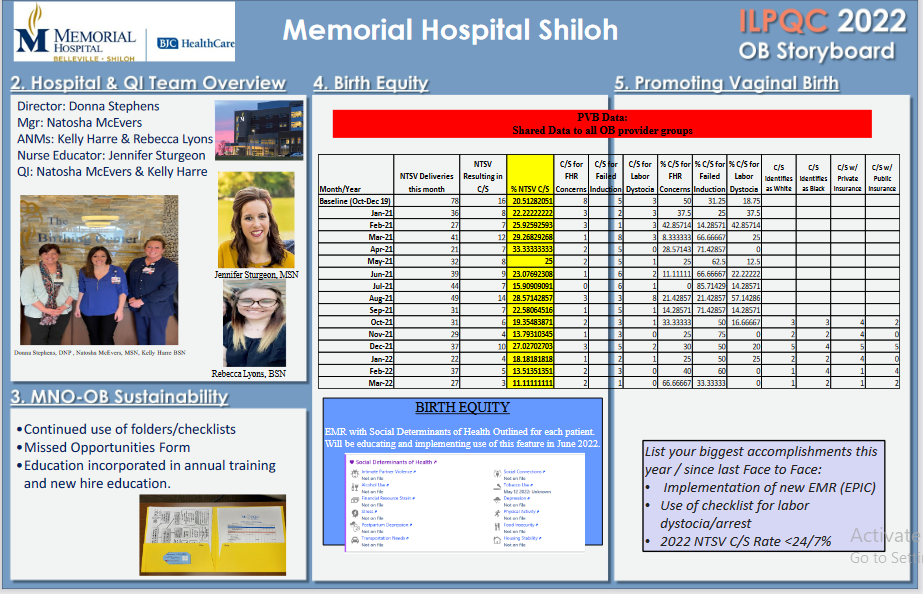 MEMORIAL
HOSPITAL
BELLEVILLE · SHILOH
BJC HealthCare
Memorial Hospital Shiloh
ILPQC 2022
OB Storyboard
2. Hospital & QI Team Overview
Director: Donna Stephens
Mgr: Natosha McEvers
ANMs: Kelly Harre & Rebecca Lyons
Nurse Educator: Jennifer Sturgeon
QI: Natosha McEvers & Kelly Harre
The
Birthing Center
Jennifer Sturgeon, MSN
Donna Stephens, DNP , Natosha McEvers, MSN, Kelly Harre BSN
Rebecca Lyons, BSN
3. MNO-OB Sustainability
•Continued use of folders/checklists
•Missed Opportunities Form
•Education incorporated in annual training
and new hire education.
4. Birth Equity
5. Promoting Vaginal Birth
PVB Data:
Shared Data to all OB provider groups
Month/Year NTSV Deliveries this month NTSV Resulting in C/S % NTSV C/S C/S for FHR Concerns C/S for Failed Induction C/S for Labor Dystocia % C/S for FHR Concerns % C/S for Failed Induction % C/S for Labor Dystocia C/S Identifies as White C/S Identifies as Black C/S w/ Private Insurance C/S w/ Public Insurance
Baseline (Oct-Dec 19) 78 16 20.51282051 8 5 3 50 31.25 18.75
Jan-21 36 8 22.22222222 3 2 3 37.5 25 37.5
Feb-21 27 7 25.92592593 3 1 3 42.85714 14.28571 42.85714
Mar-21 41 12 29.26829268 1 8 3 8.333333 66.66667 25
Apr-21 21 7 33.33333333 2 5 0 28.57143 71.42857 0
May-21 32 8 25 2 5 1 25 62.5 12.5
Jun-21 39 9 23.07692308 1 6 2 11.11111 66.66667 22.22222
Jul-21 44 7 15.90909091 0 6 1 0 85.71429 14.28571
Aug-21 49 14 28.57142857 3 3 8 21.42857 21.42857 57.14286
Sep-21 31 7 22.58064516 1 5 1 14.28571 71.42857 14.28571
Oct-21 31 6 19.35483871 2 3 1 33.33333 50 16.66667 3 3 4 2
Nov-21 29 4 13.79310345 1 3 0 25 75 0 2 2 4 0
Dec-21 37 10 27.02702703 3 5 2 30 50 20 5 4 5 5
Jan-22 22 4 18.18181818 1 2 1 25 50 25 2 2 4 0
Feb-22 37 5 13.51351351 2 3 0 40 60 1 4 1 4
Mar-22 27 3 11.11111111 2 1 0 66.66667 33.33333 1 2 1 2
BIRTH EQUITY
EMR with Social Determinants of Health Outlined for each patient.
Will be educating and implementing use of this feature in June 2022.
Social Determinants of Health
Intimate Partner Violence
Not on file
Social Connections
Not on file
Alcohol Use
Not on file
Tobacco Use
May 12 2022: Unknown
Financial Resource Strain
Not on file
Depression
Not on file
Stress
Not on file
Physical Activity
Not on file
Postpartum Depression
Not on file
Food Insecurity
Not on file
Transportation Needs
Not on file
Housing Stability
Not on file
List your biggest accomplishments this
year / since last Face to Face:
• Implementation of new EMR (EPIC)
• Use of checklist for labor
dystocia/arrest
• 2022 NTSV C/S Rate <24/7%
Activate
Go to Setti